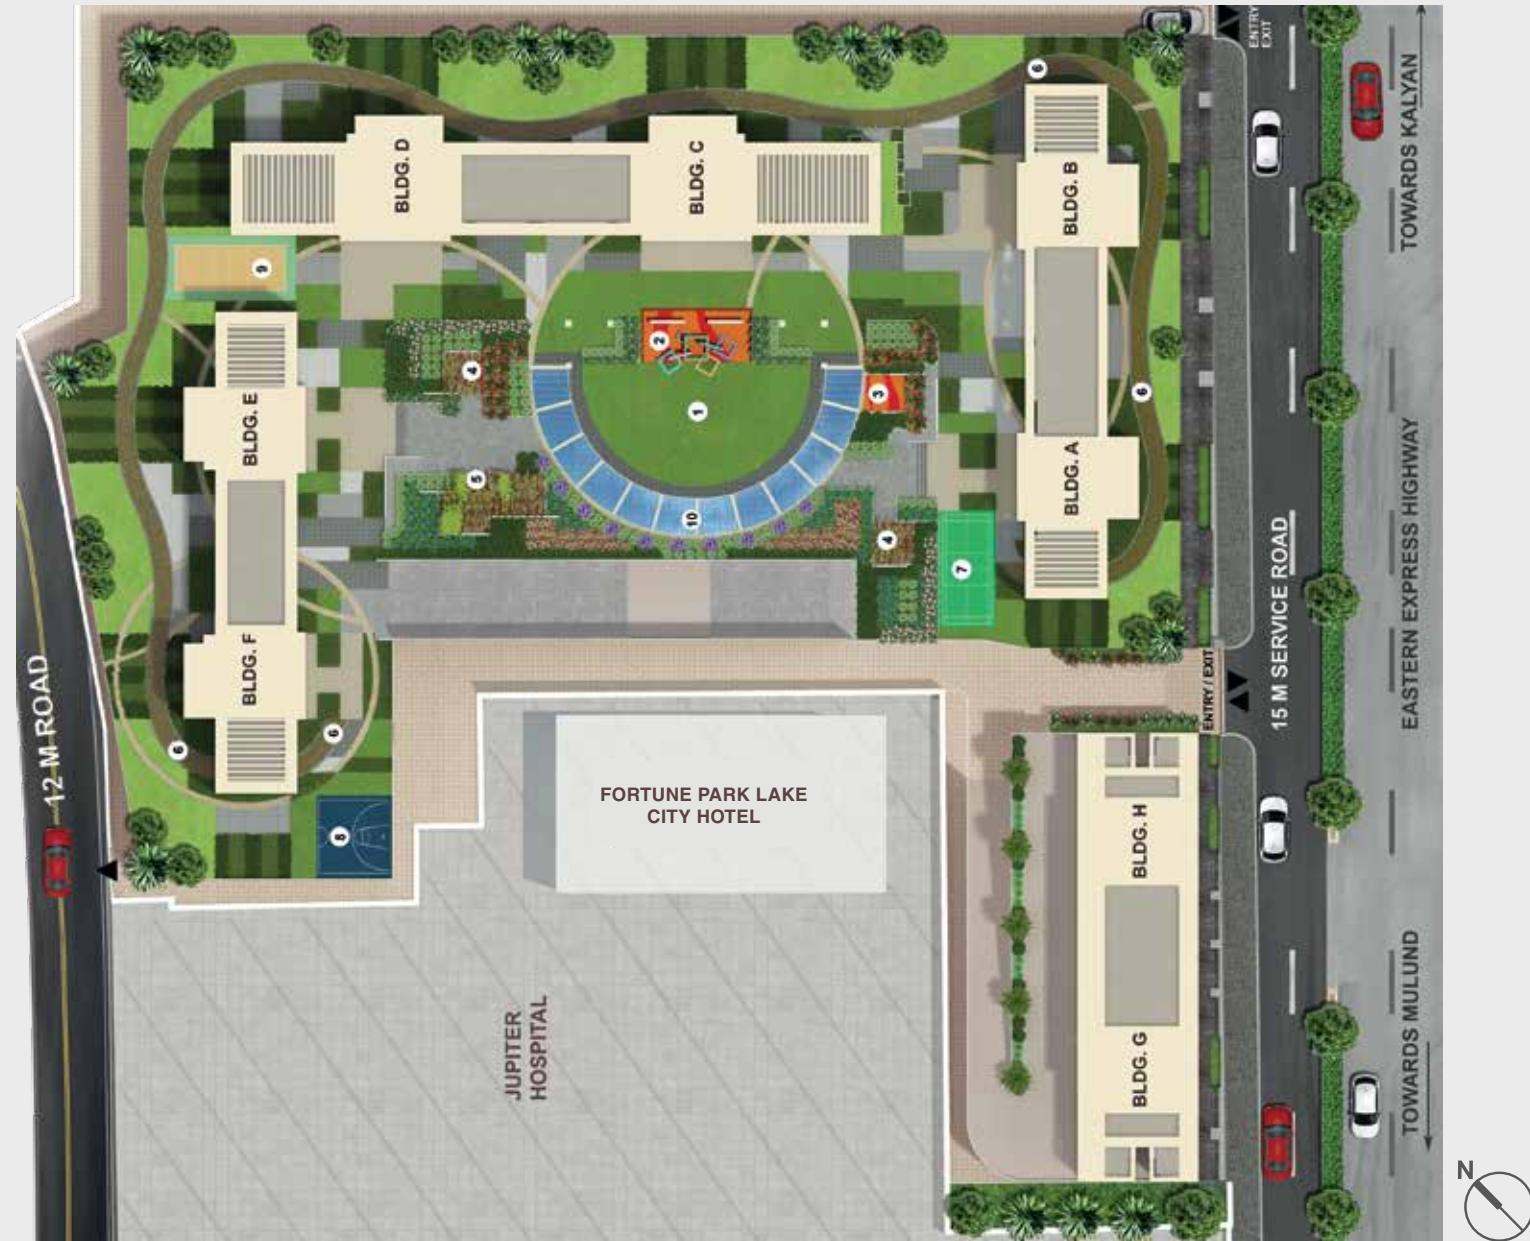 ENTRY
EXIT
TOWARDS KALYAN
6
BLDG. D
BLDG. C
BLDG. B
9
2
4
3
6
1
BLDG. E
BLDG. A
5
10
4
7
EASTERN EXPRESS HIGHWAY
15 M SERVICE ROAD
ENTRY / EXIT
BLDG. F
12 M ROAD
6
6
8
FORTUNE PARK LAKE
CITY HOTEL
BLDG. H
JUPITER
HOSPITAL
BLDG. G
TOWARDS MULUND
N